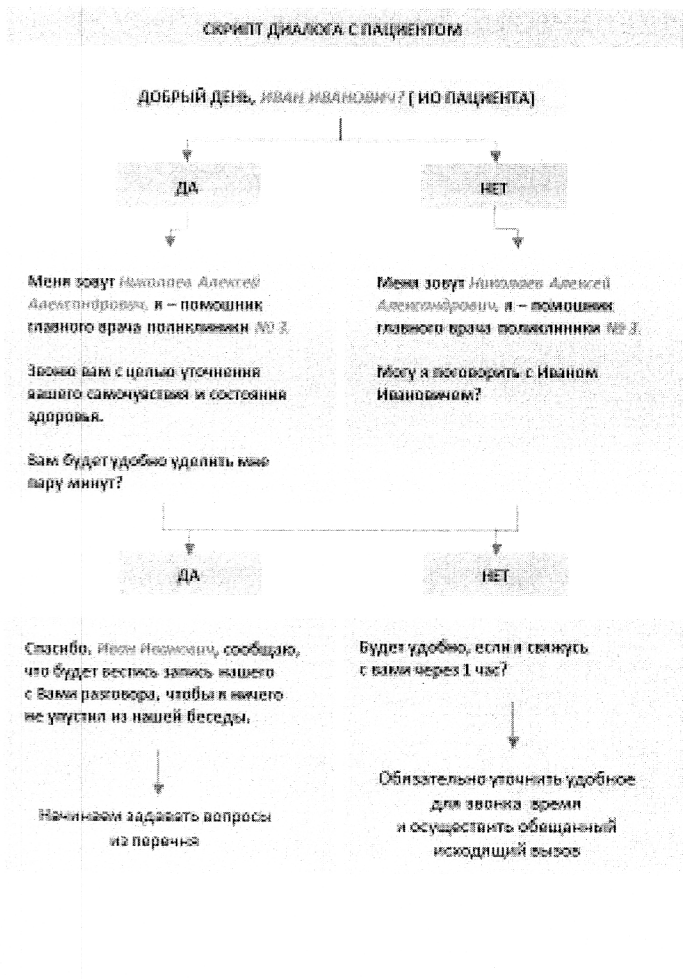 СКРИПТ ДИАЛОГА С ПАЦИЕНТОМ
ДОБРЫЙ ДЕНЬ, ИВАН ИВАНОВИЧ? ( ИО ПАЦИЕНТА)
ДА
НЕТ
Меня зовут Николаев Алексей
Александрович, я – помощник
главного врача поликлиники № 3.
Звоню вам с целью уточнения
вашего самочувствия и состояния
здоровья.
Вам будет удобно уделить мне
пару минут?
Меня зовут Николаев Алексей
Александрович, я – помощник
главного врача поликлиники № 3.
Могу я поговорить с Иваном
Ивановичем?
ДА
НЕТ
Спасибо, Иван Иванович, сообщаю,
что будет вестись запись нашего
с Вами разговора, чтобы я ничего
не упустил из нашей беседы.
Начинаем задавать вопросы
из перечня
Будет удобно, если я свяжусь
с вами через 1 час?
Обязательно уточнить удобное
для звонка время
и осуществить обещанный
исходящий вызов